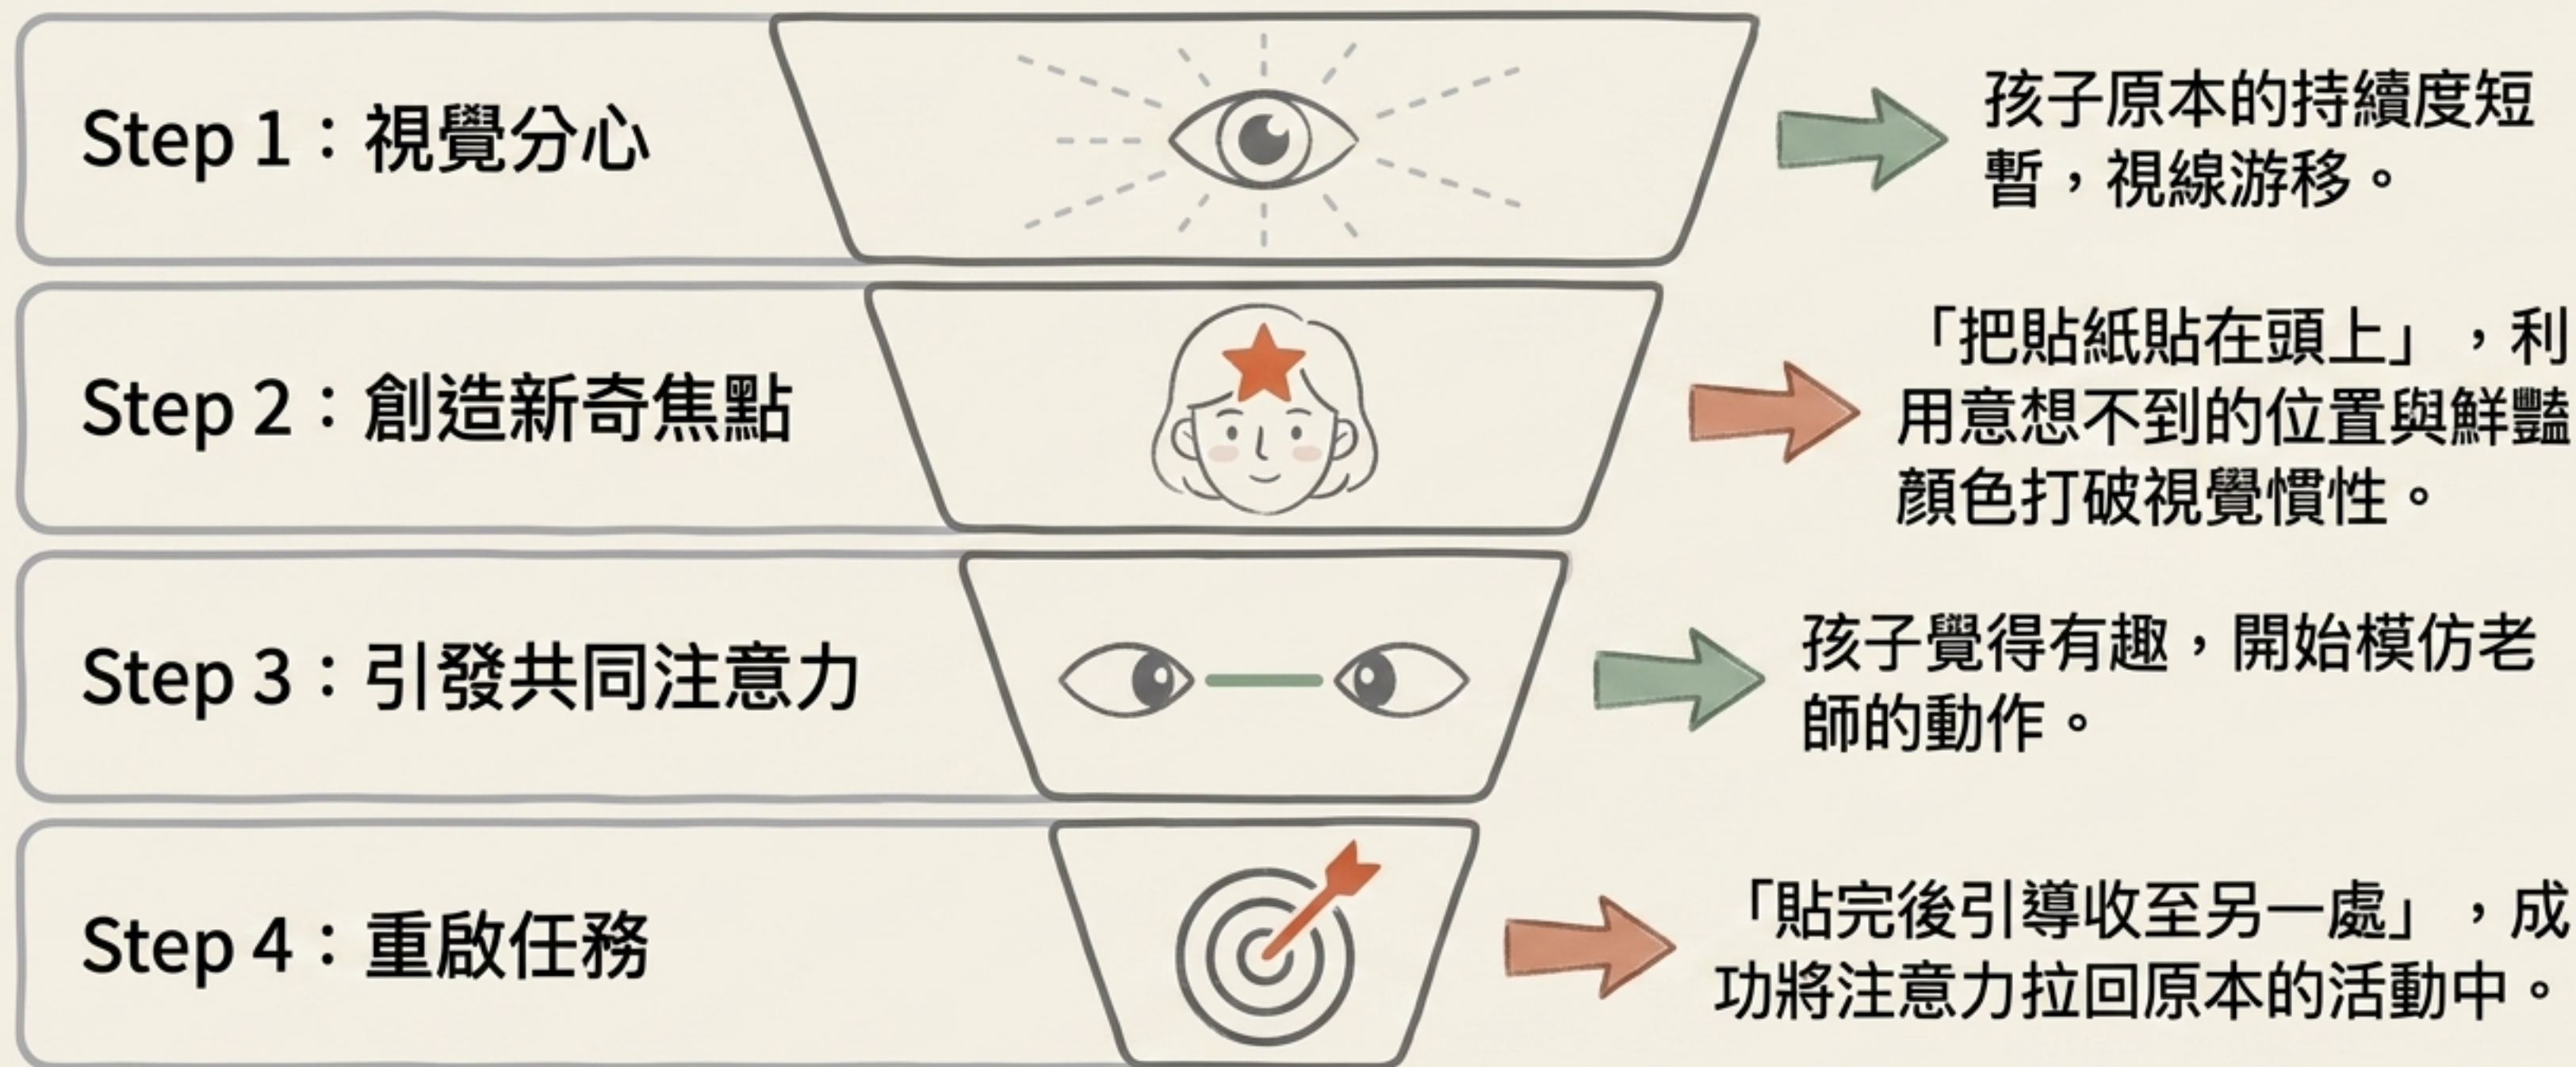 Step 1：視覺分心
孩子原本的持續度短
暫，視線游移。
Step 2：創造新奇焦點
「把貼紙貼在頭上」，利
用意想不到的位置與鮮豔
顏色打破視覺慣性。
Step 3：引發共同注意力
孩子覺得有趣，開始模仿老
師的動作。
Step 4：重啟任務
「貼完後引導收至另一處」，成
功將注意力拉回原本的活動中。